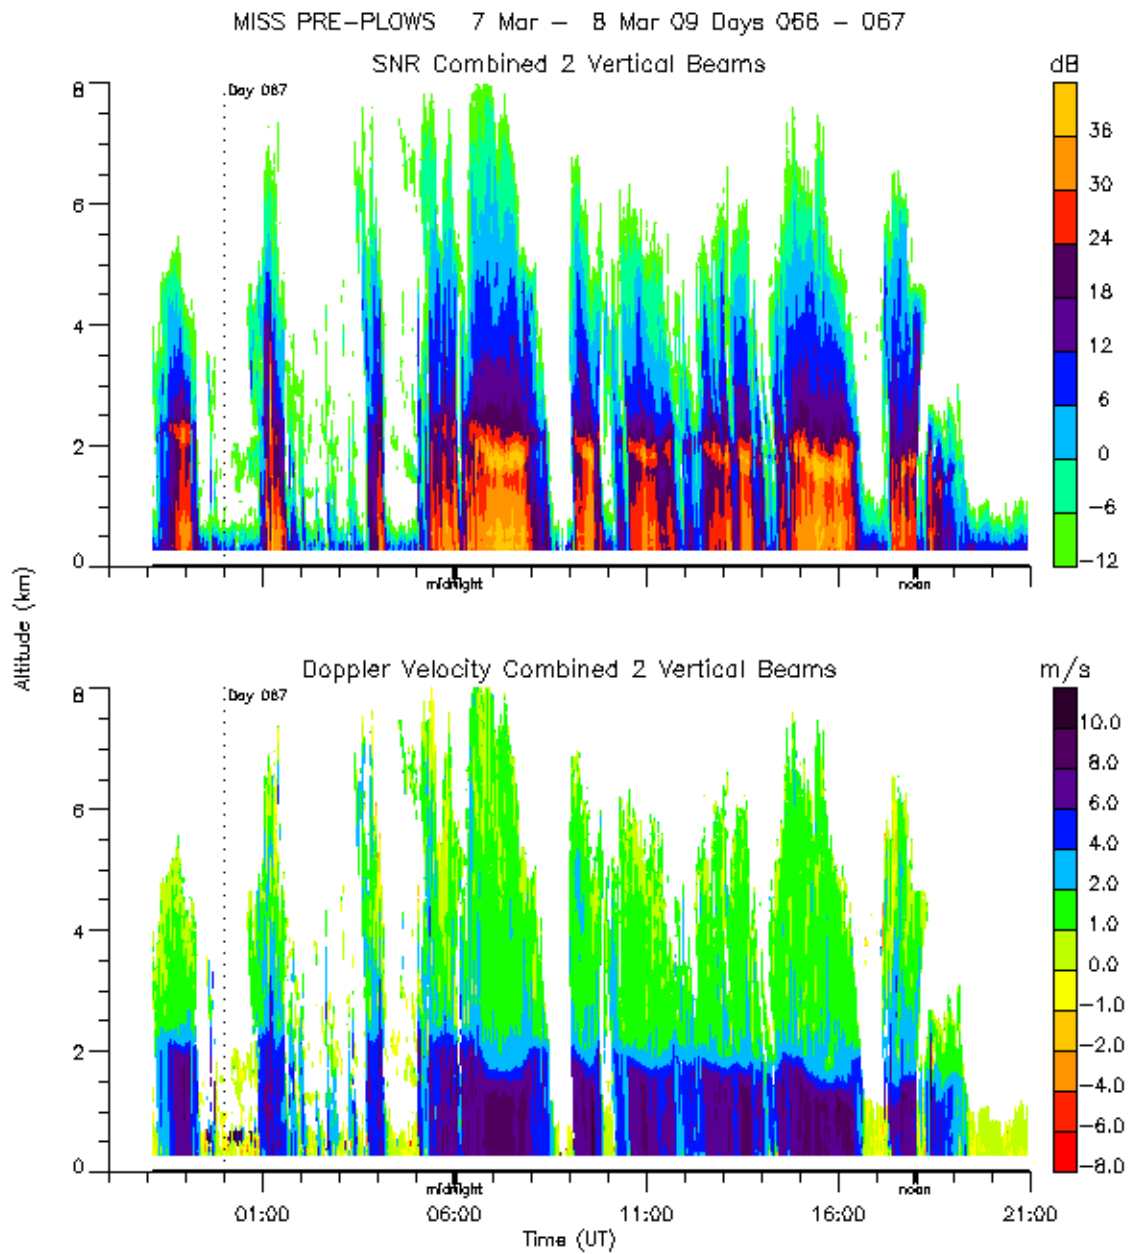 MISS PRE-PLOWS 7 Mar - 8 Mar 09 Days 066 - 067
SNR Combined 2 Vertical Beams
dB
Day 067
8
6
4
2
0
36
30
24
18
12
6
0
-6
-12
midnight
noon
Altitude (km)
Doppler Velocity Combined 2 Vertical Beams
m/s
Day 067
8
6
4
2
0
10.0
8.0
6.0
4.0
2.0
1.0
0.0
-1.0
-2.0
-4.0
-6.0
-8.0
midnight
noon
01:00 06:00 11:00 16:00 21:00
Time (UT)